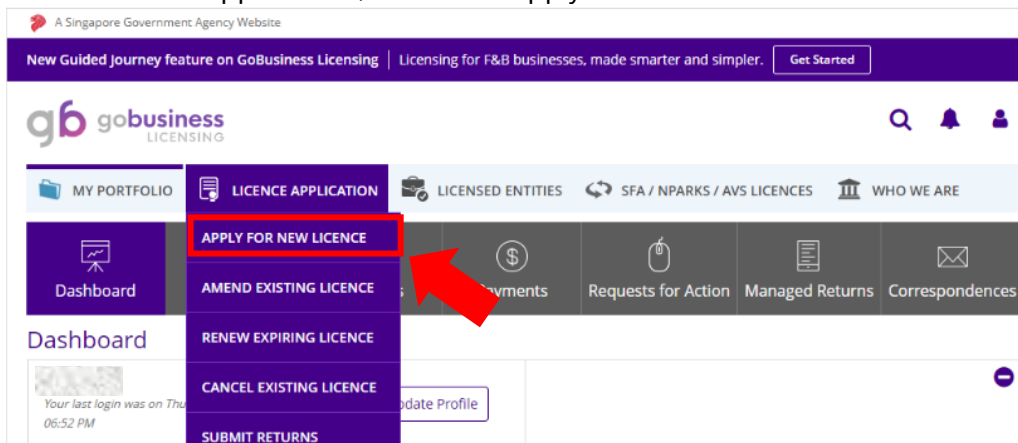 A Singapore Government Agency Website
New Guided Journey feature on GoBusiness Licensing | Licensing for F&B businesses, made smarter and simpler. Get Started
gb gobusiness
LICENSING
MY PORTFOLIO LICENCE APPLICATION LICENSED ENTITIES SFA / NPARKS / AVS LICENCES WHO WE ARE
APPLY FOR NEW LICENCE
Dashboard Payments Requests for Action Managed Returns Correspondences
AMEND EXISTING LICENCE
Dashboard
RENEW EXPIRING LICENCE
CANCEL EXISTING LICENCE
Your last login was on Thu
06:52 PM
Update Profile
SUBMIT RETURNS